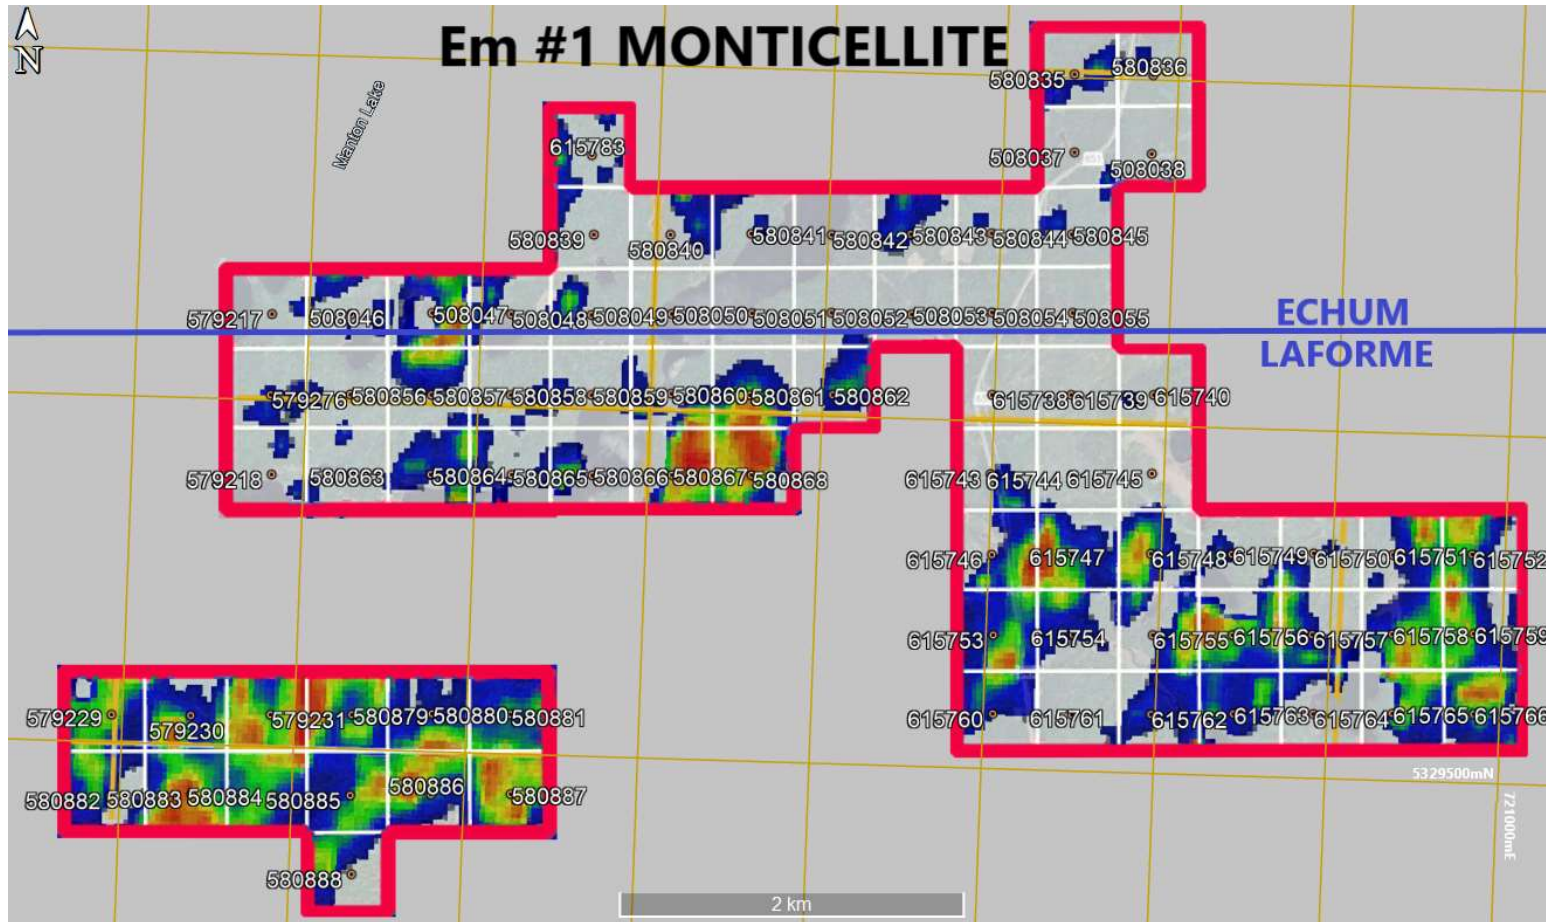 Em #1 MONTICELLITE
N
Manton Lake
580835 580836
615783
508037 508038
651
580839 580840 580841 580842 580843 580844 580845
579217 508046 508047 508048 508049 508050 508051 508052 508053 508054 508055
ECHUM
LAFORME
579276 580856 580857 580858 580859 580860 580861 580862 615738 615739 615740
579218 580863 580864 580865 580866 580867 580868 615743 615744 615745
615746 615747 615748 615749 615750 615751 615752
615753 615754 615755 615756 615757 615758 615759
579229 579230 579231 580879 580880 580881 615760 615761 615762 615763 615764 615765 615766
5329500mN
721000mE
580882 580883 580884 580885 580886 580887
580888
2 km